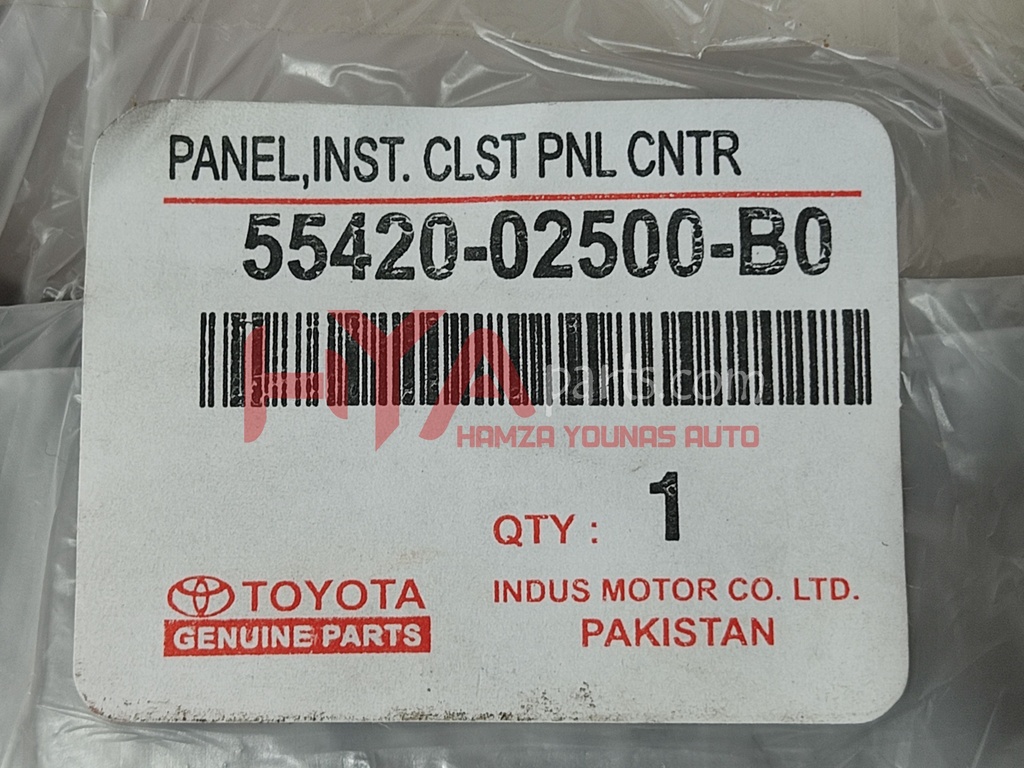 PANEL,INST. CLST PNL CNTR
55420-02500-B0
HYA parts.com
HAMZA YOUNAS AUTO
QTY : 1
TOYOTA
GENUINE PARTS
INDUS MOTOR CO. LTD.
PAKISTAN